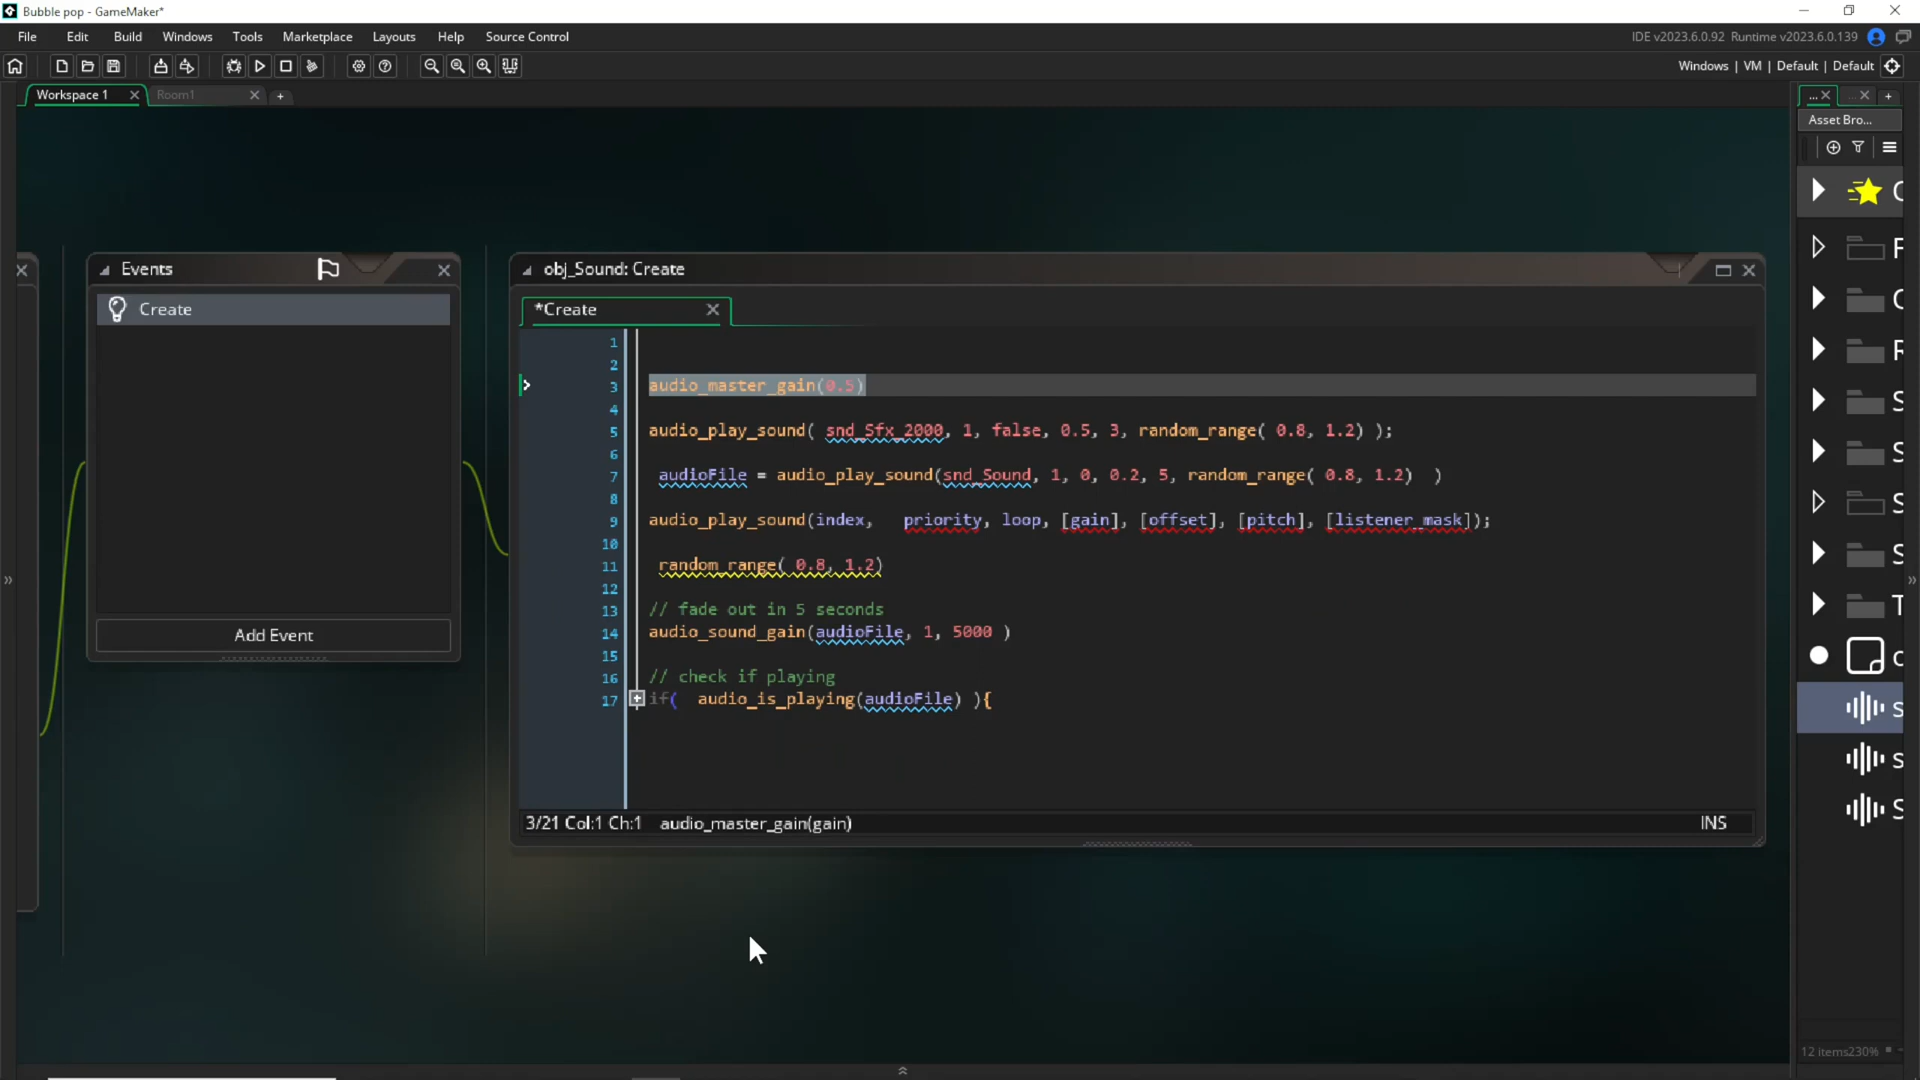 Bubble pop - GameMaker*
File Edit Build Windows Tools Marketplace Layouts Help Source Control
IDE v2023.6.0.92 Runtime v2023.6.0.139
Windows | VM | Default | Default
Workspace 1
Room1
Events
Create
Add Event
obj_Sound: Create
*Create
1
2
3 audio_master_gain(0.5)
4
5 audio_play_sound( snd_Sfx_2000, 1, false, 0.5, 3, random_range( 0.8, 1.2) );
6
7 audioFile = audio_play_sound(snd_Sound, 1, 0, 0.2, 5, random_range( 0.8, 1.2) )
8
9 audio_play_sound(index, priority, loop, [gain], [offset], [pitch], [listener_mask]);
10
11 random_range( 0.8, 1.2)
12
13 // fade out in 5 seconds
14 audio_sound_gain(audioFile, 1, 5000 )
15
16 // check if playing
17 if( audio_is_playing(audioFile) ){
3/21 Col:1 Ch:1 audio_master_gain(gain)
INS
... ...
Asset Bro...
C
F
C
R
S
S
S
S
T
c
s
s
S
12 items 230%